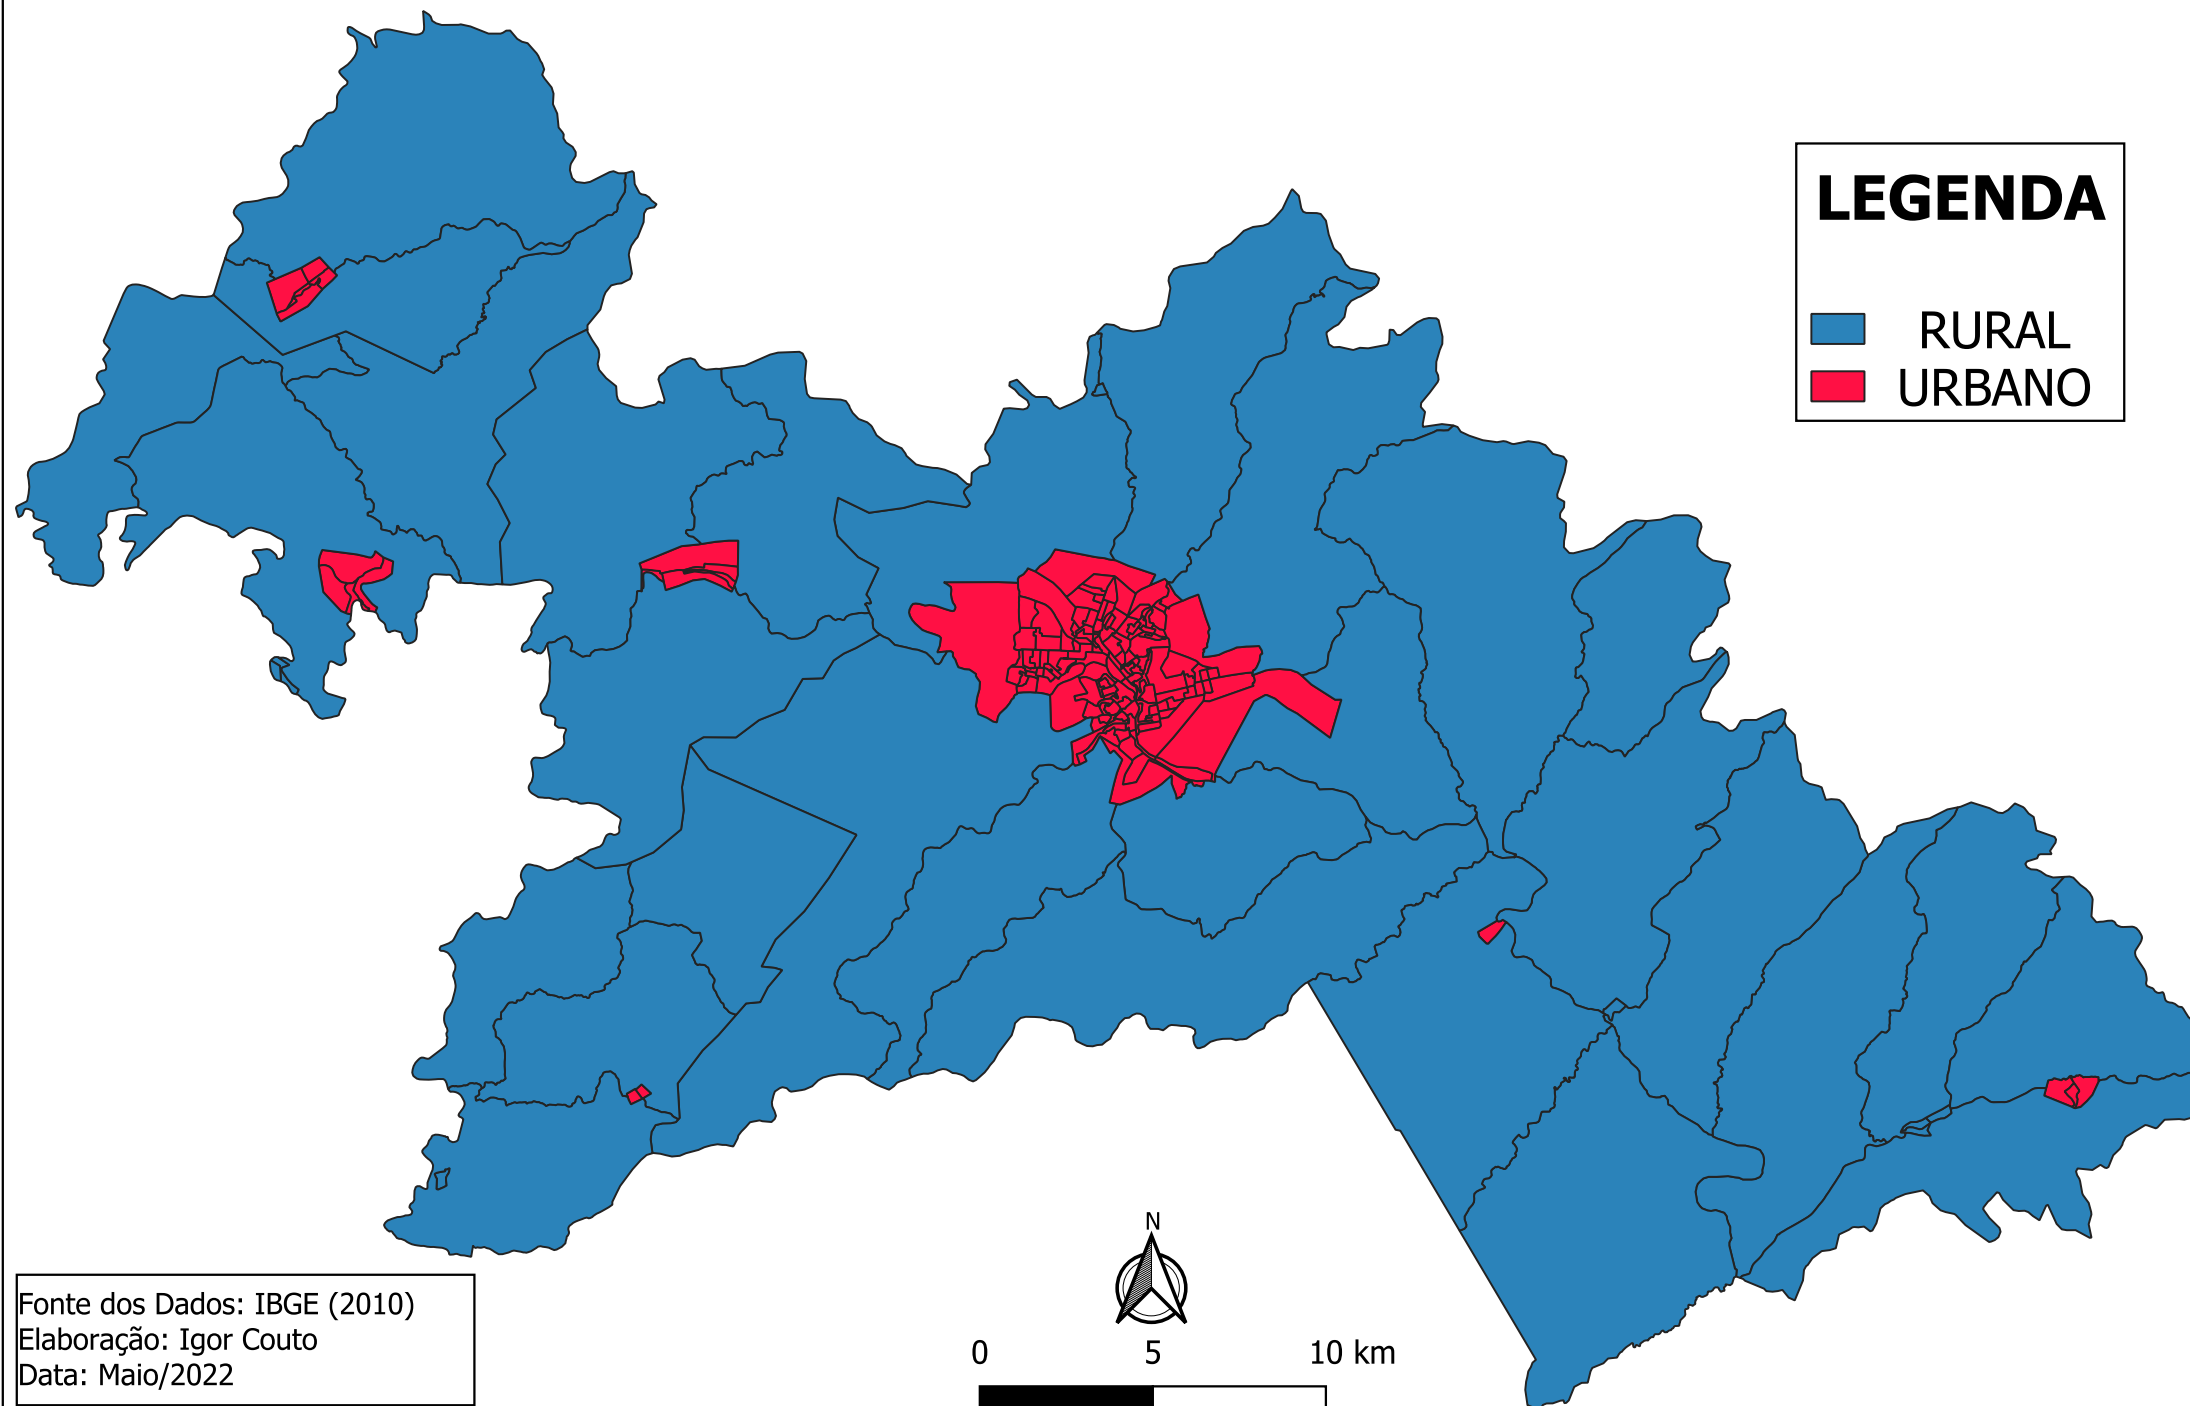 LEGENDA
RURAL
URBANO
N
0 5 10 km
Fonte dos Dados: IBGE (2010)
Elaboração: Igor Couto
Data: Maio/2022